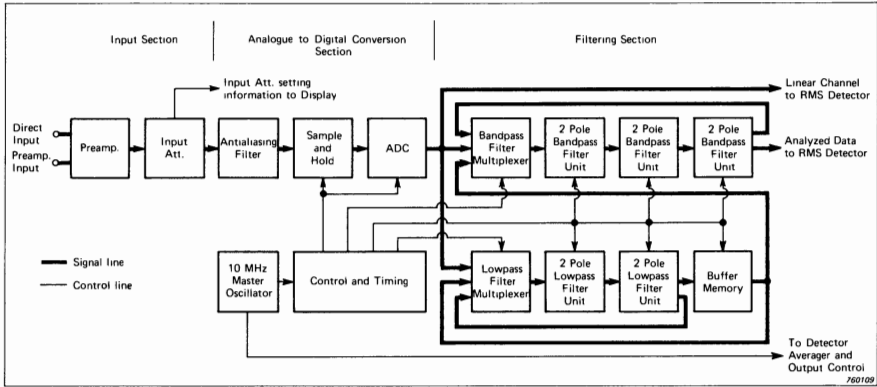 Input Section
Analogue to Digital Conversion
Section
Filtering Section
Input Att. setting
information to Display
Linear Channel
to RMS Detector
Direct
Input
Preamp.
Input
Preamp.
Input
Att.
Antialiasing
Filter
Sample
and
Hold
ADC
Bandpass
Filter
Multiplexer
2 Pole
Bandpass
Filter
Unit
2 Pole
Bandpass
Filter
Unit
2 Pole
Bandpass
Filter
Unit
Analyzed Data
to RMS Detector
Signal line
Control line
10 MHz
Master
Oscillator
Control and Timing
Lowpass
Filter
Multiplexer
2 Pole
Lowpass
Filter
Unit
2 Pole
Lowpass
Filter
Unit
Buffer
Memory
To Detector
Averager and
Output Control
760109